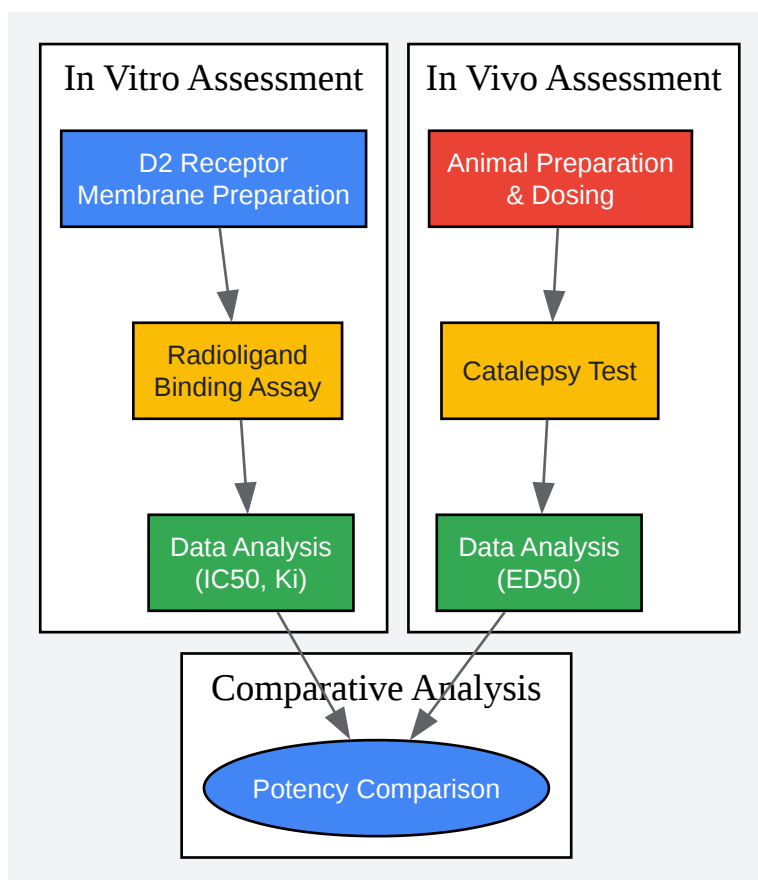 In Vitro Assessment
D2 Receptor
Membrane Preparation
Radioligand
Binding Assay
Data Analysis
(IC50, Ki)
In Vivo Assessment
Animal Preparation
& Dosing
Catalepsy Test
Data Analysis
(ED50)
Comparative Analysis
Potency Comparison